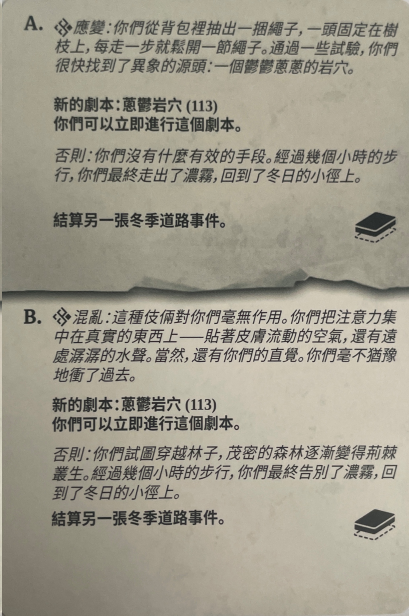 A. 應變：你們從背包裡抽出一捆繩子，一頭固定在樹
枝上，每走一步就鬆開一節繩子。通過一些試驗，你們
很快找到了異象的源頭：一個鬱鬱蔥蔥的岩穴。
新的劇本：蔥鬱岩穴 (113)
你們可以立即進行這個劇本。
否則：你們沒有什麼有效的手段。經過幾個小時的步
行，你們最終走出了濃霧，回到了冬日的小徑上。
結算另一張冬季道路事件。
B. 混亂：這種伎倆對你們毫無作用。你們把注意力集
中在真實的東西上——貼著皮膚流動的空氣，還有遠
處潺潺的水聲。當然，還有你們的直覺。你們毫不猶豫
地衝了過去。
新的劇本：蔥鬱岩穴 (113)
你們可以立即進行這個劇本。
否則：你們試圖穿越林子，茂密的森林逐漸變得荊棘
叢生。經過幾個小時的步行，你們最終告別了濃霧，回
到了冬日的小徑上。
結算另一張冬季道路事件。